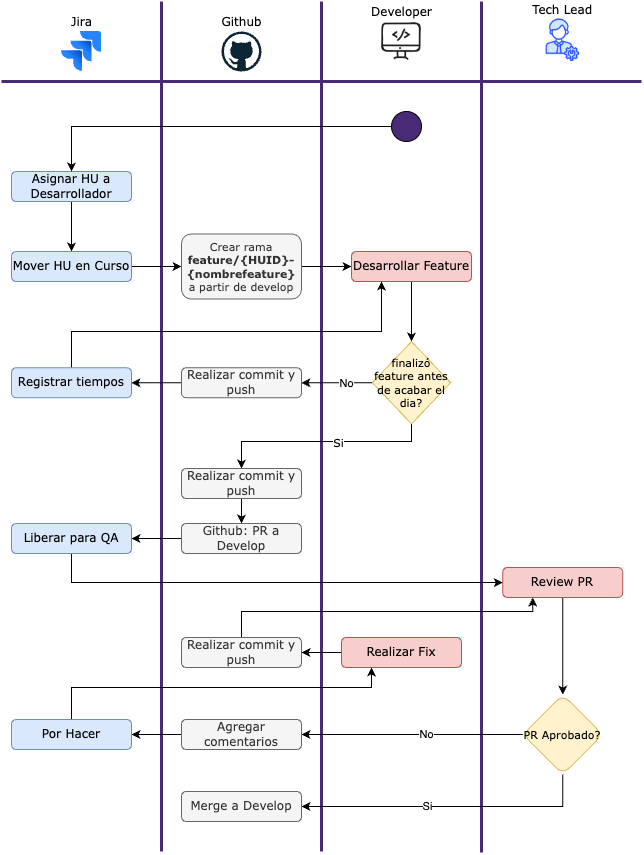 Jira
Github
Developer
Tech Lead
Asignar HU a
Desarrollador
Mover HU en Curso
Crear rama
feature/{HUID}-
{nombrefeature}
a partir de develop
Desarrollar Feature
Registrar tiempos
Realizar commit y
push
No
finalizó
feature antes
de acabar el
dia?
Si
Realizar commit y
push
Liberar para QA
Github: PR a
Develop
Review PR
Realizar commit y
push
Realizar Fix
Por Hacer
Agregar
comentarios
No
PR Aprobado?
Merge a Develop
Si